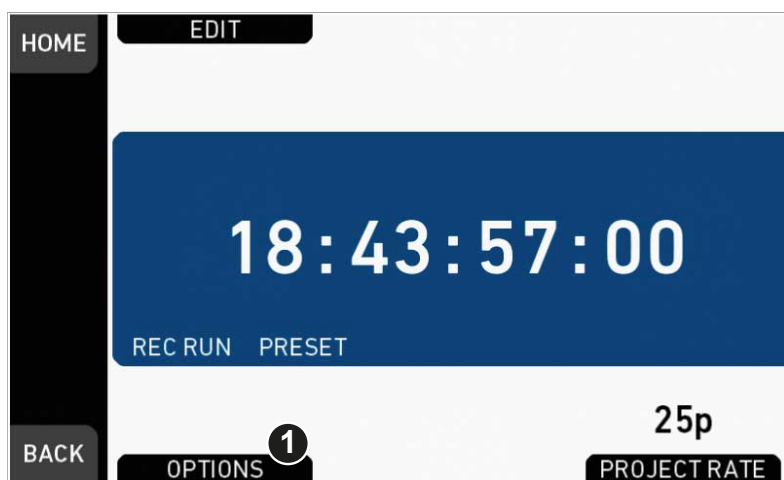 HOME
EDIT
18:43:57:00
REC RUN PRESET
25p
1
BACK
OPTIONS
PROJECT RATE